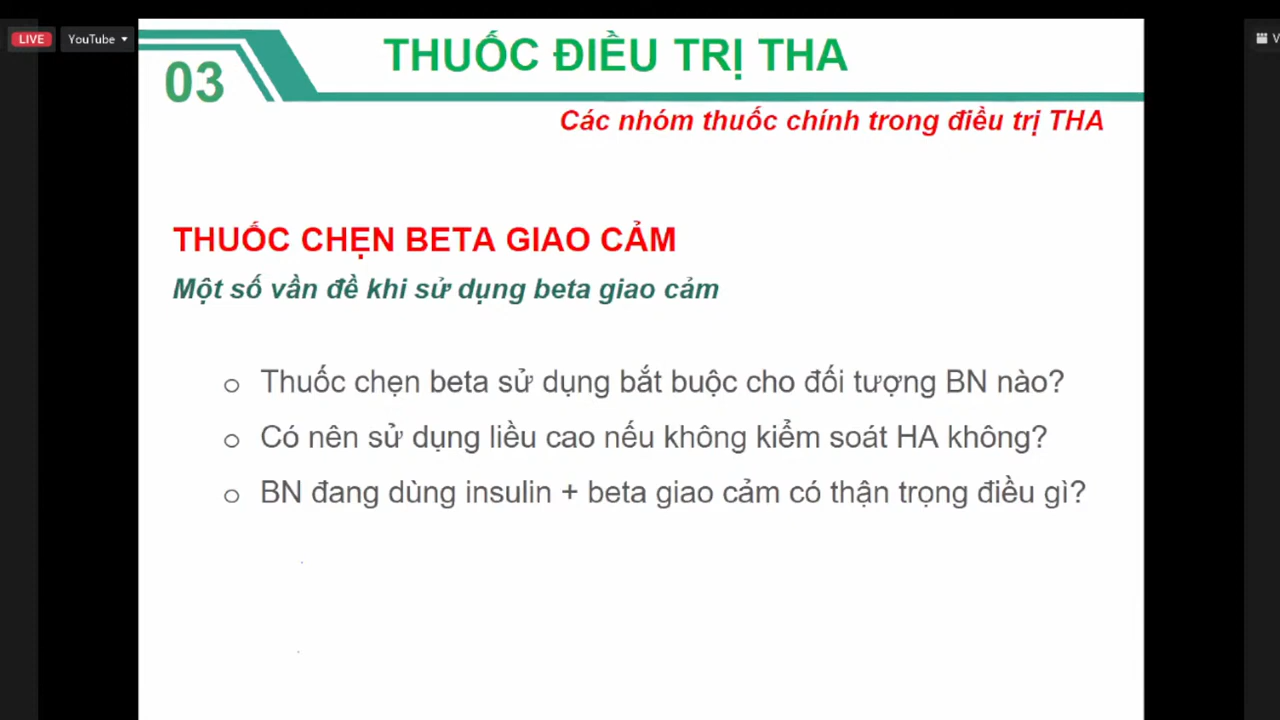 LIVE
YouTube
V
03
THUỐC ĐIỀU TRỊ THA
Các nhóm thuốc chính trong điều trị THA
THUỐC CHẸN BETA GIAO CẢM
Một số vần đề khi sử dụng beta giao cảm
o Thuốc chẹn beta sử dụng bắt buộc cho đối tượng BN nào?
o Có nên sử dụng liều cao nếu không kiểm soát HA không?
o BN đang dùng insulin + beta giao cảm có thận trọng điều gì?